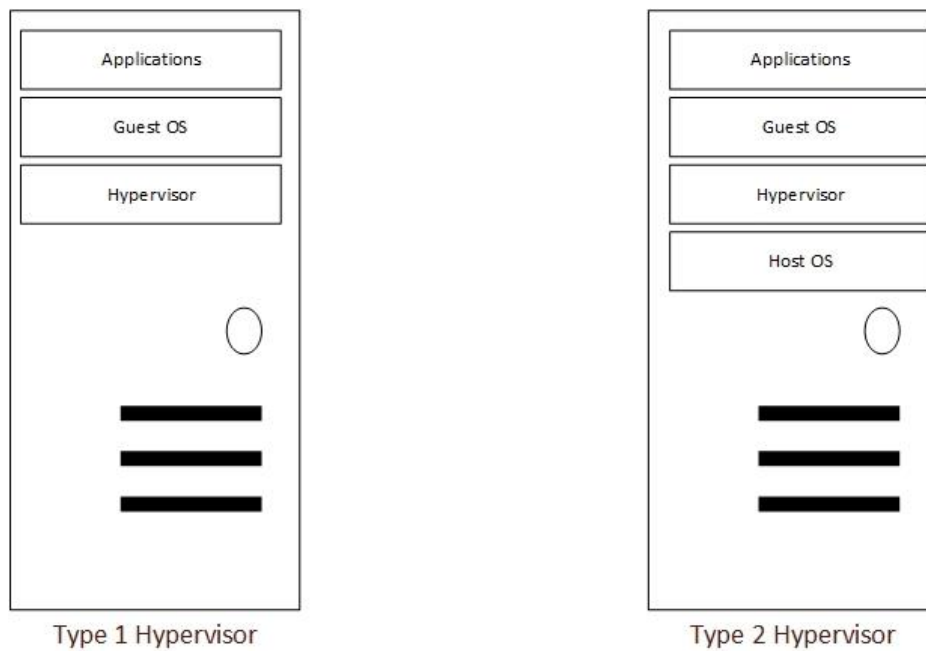 Applications
Guest OS
Hypervisor
Type 1 Hypervisor
Applications
Guest OS
Hypervisor
Host OS
Type 2 Hypervisor